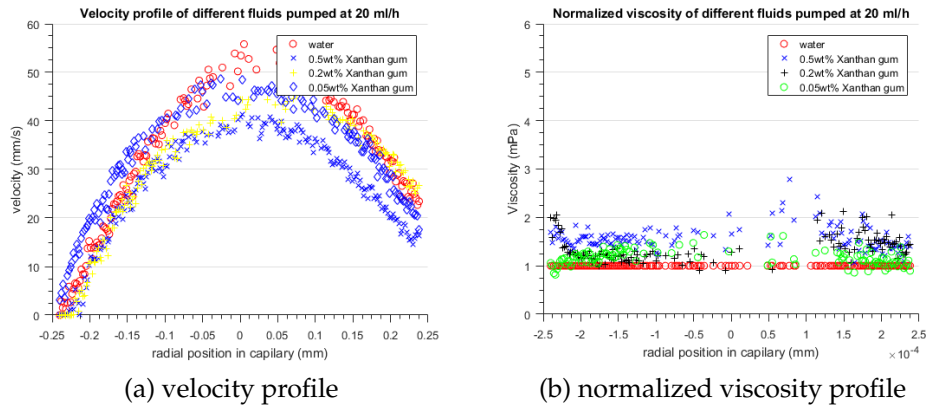 Velocity profile of different fluids pumped at 20 ml/h
water
0.5wt% Xanthan gum
0.2wt% Xanthan gum
0.05wt% Xanthan gum
velocity (mm/s)
60
50
40
30
20
10
0
-0.25 -0.2 -0.15 -0.1 -0.05 0 0.05 0.1 0.15 0.2 0.25
radial position in capilary (mm)
(a) velocity profile
Normalized viscosity of different fluids pumped at 20 ml/h
water
0.5wt% Xanthan gum
0.2wt% Xanthan gum
0.05wt% Xanthan gum
Viscosity (mPa)
6
5
4
3
2
1
0
-2.5 -2 -1.5 -1 -0.5 0 0.5 1 1.5 2 2.5
radial position in capilary (mm)
× 10⁻⁴
(b) normalized viscosity profile